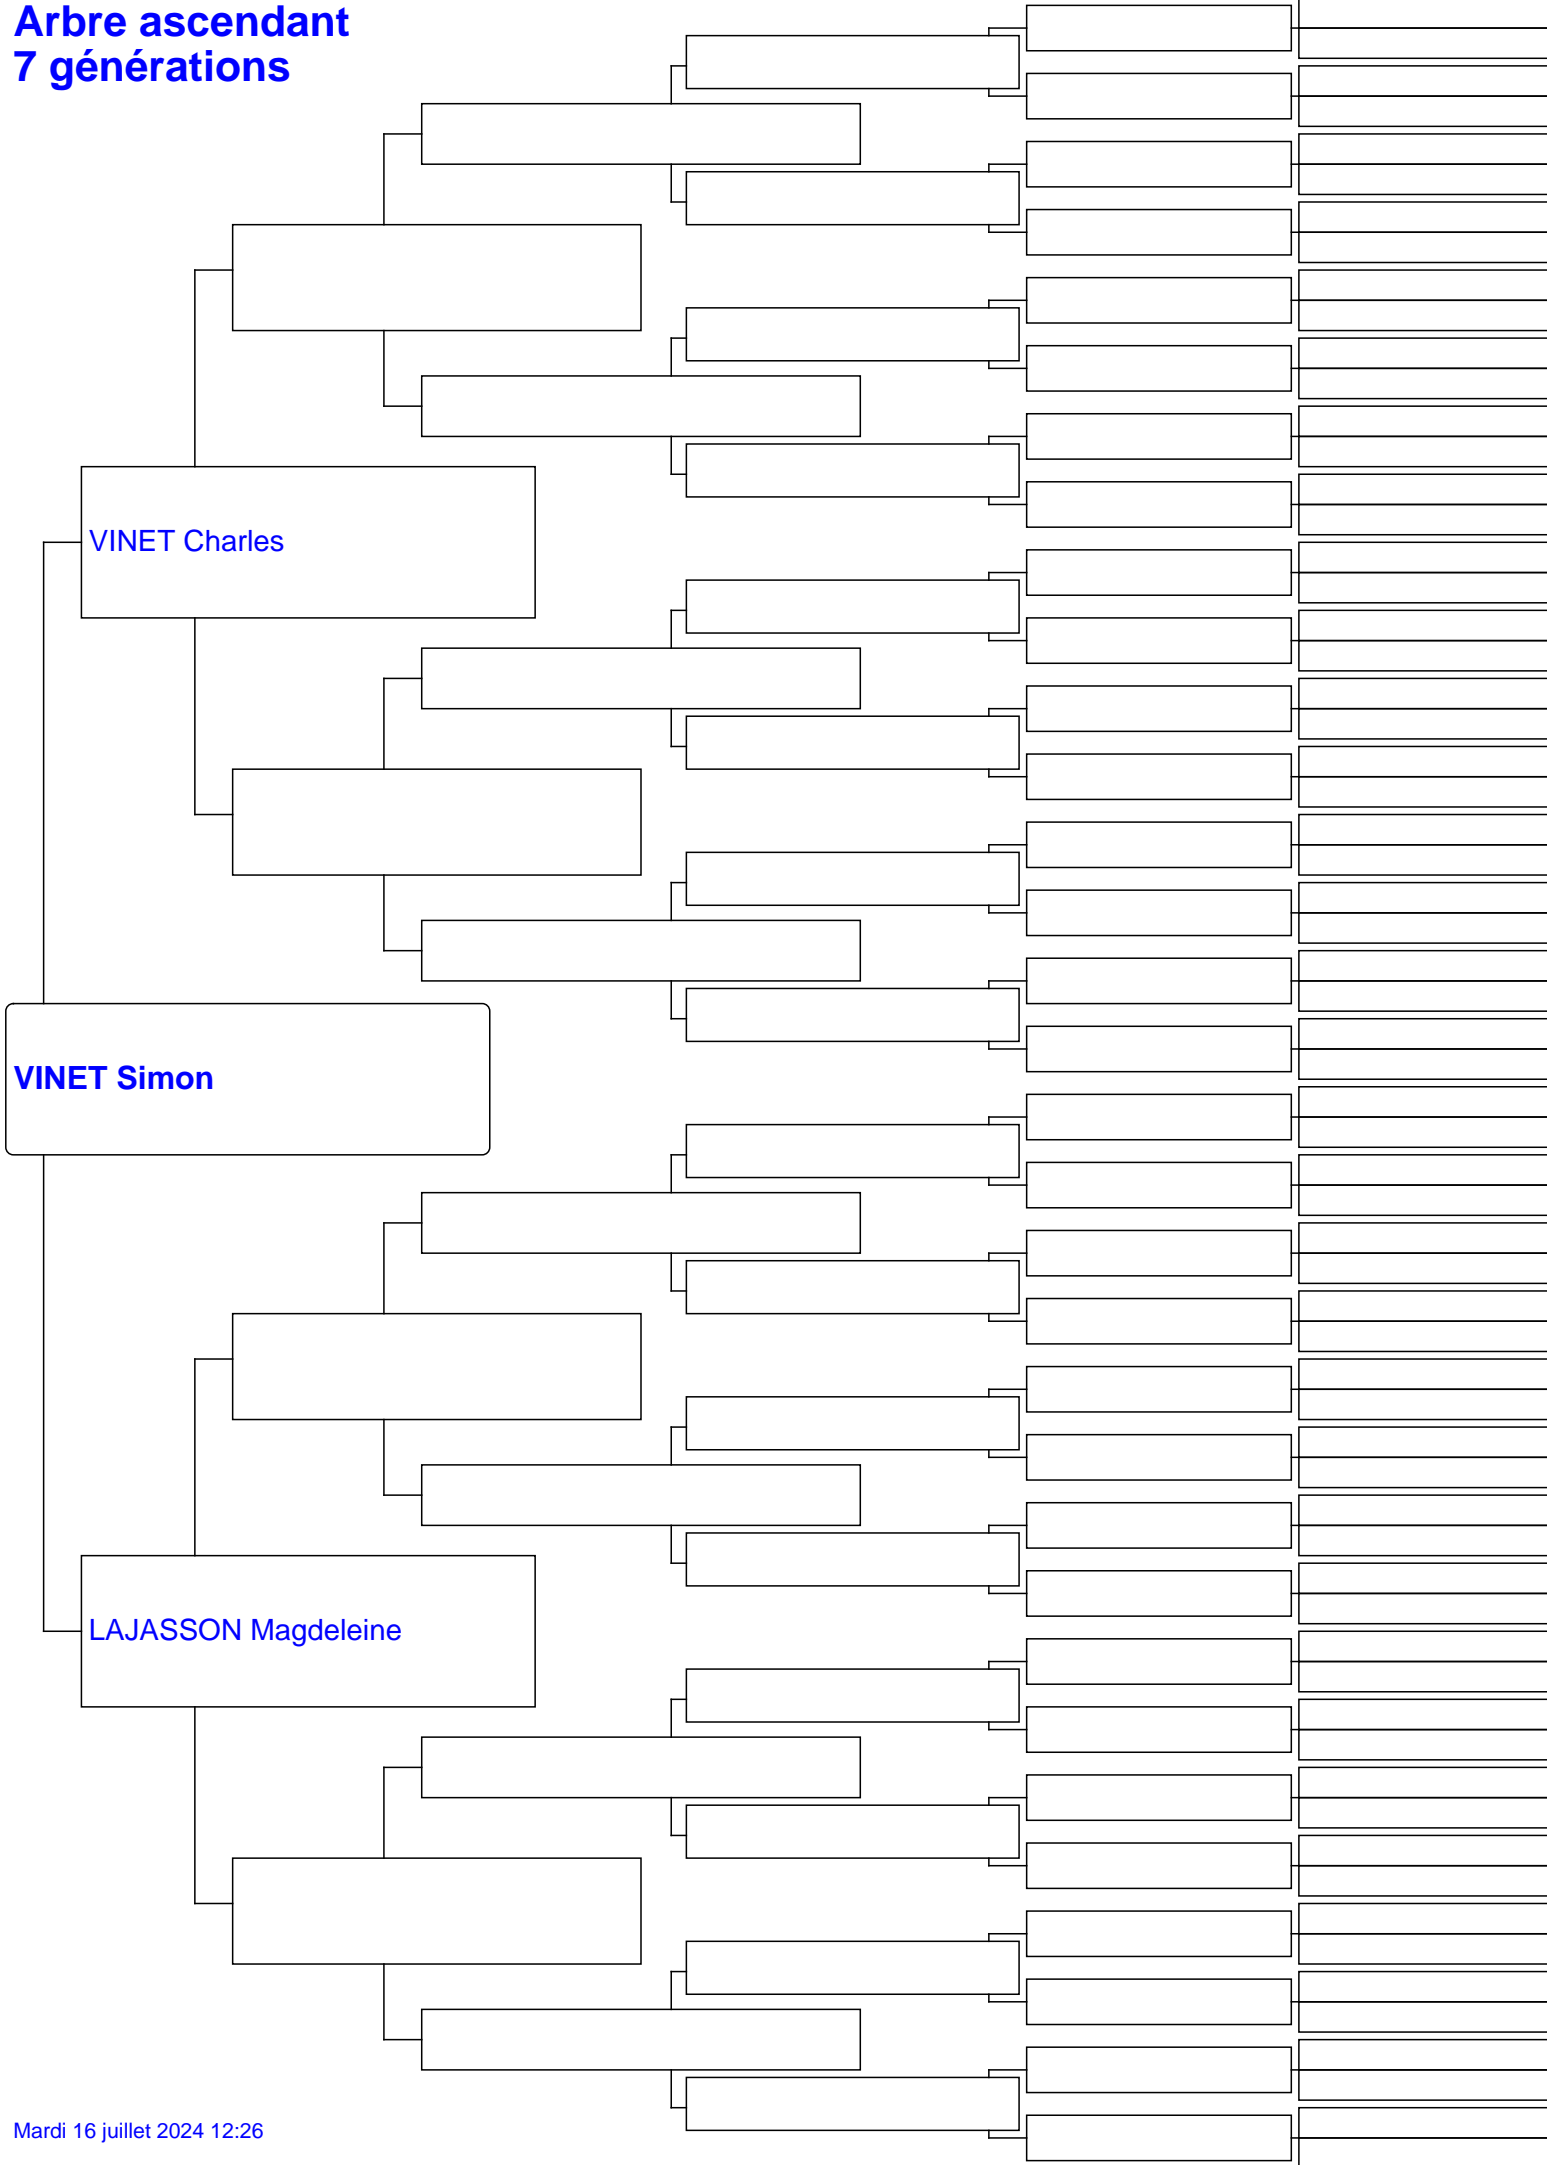 Arbre ascendant
7 générations
VINET Charles
VINET Simon
LAJASSON Magdeleine
Mardi 16 juillet 2024 12:26